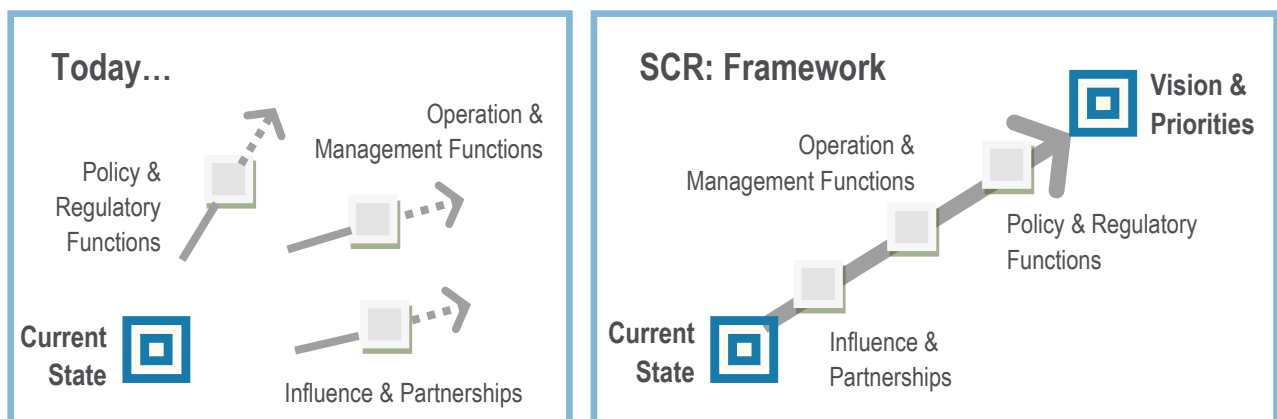 Today…
Operation &
Management Functions
Policy &
Regulatory
Functions
Current
State
Influence & Partnerships
SCR: Framework
Vision &
Priorities
Operation &
Management Functions
Policy & Regulatory
Functions
Current
State
Influence &
Partnerships